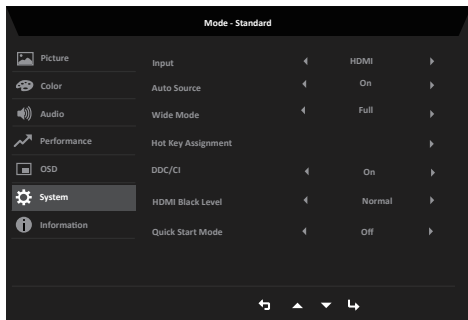 Mode - Standard
Picture
Color
Audio
Performance
OSD
System
Information
Input HDMI
Auto Source On
Wide Mode Full
Hot Key Assignment
DDC/CI On
HDMI Black Level Normal
Quick Start Mode Off